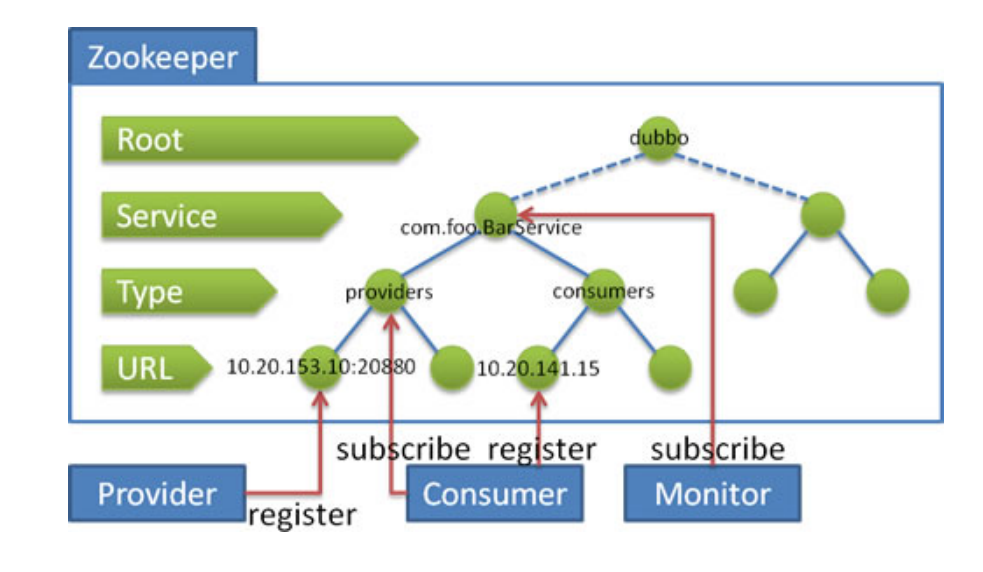 Zookeeper
Root
dubbo
Service
com.foo.BarService
Type
providers
consumers
URL
10.20.153.10:20880
10.20.141.15
subscribe
register
subscribe
Provider
register
Consumer
Monitor